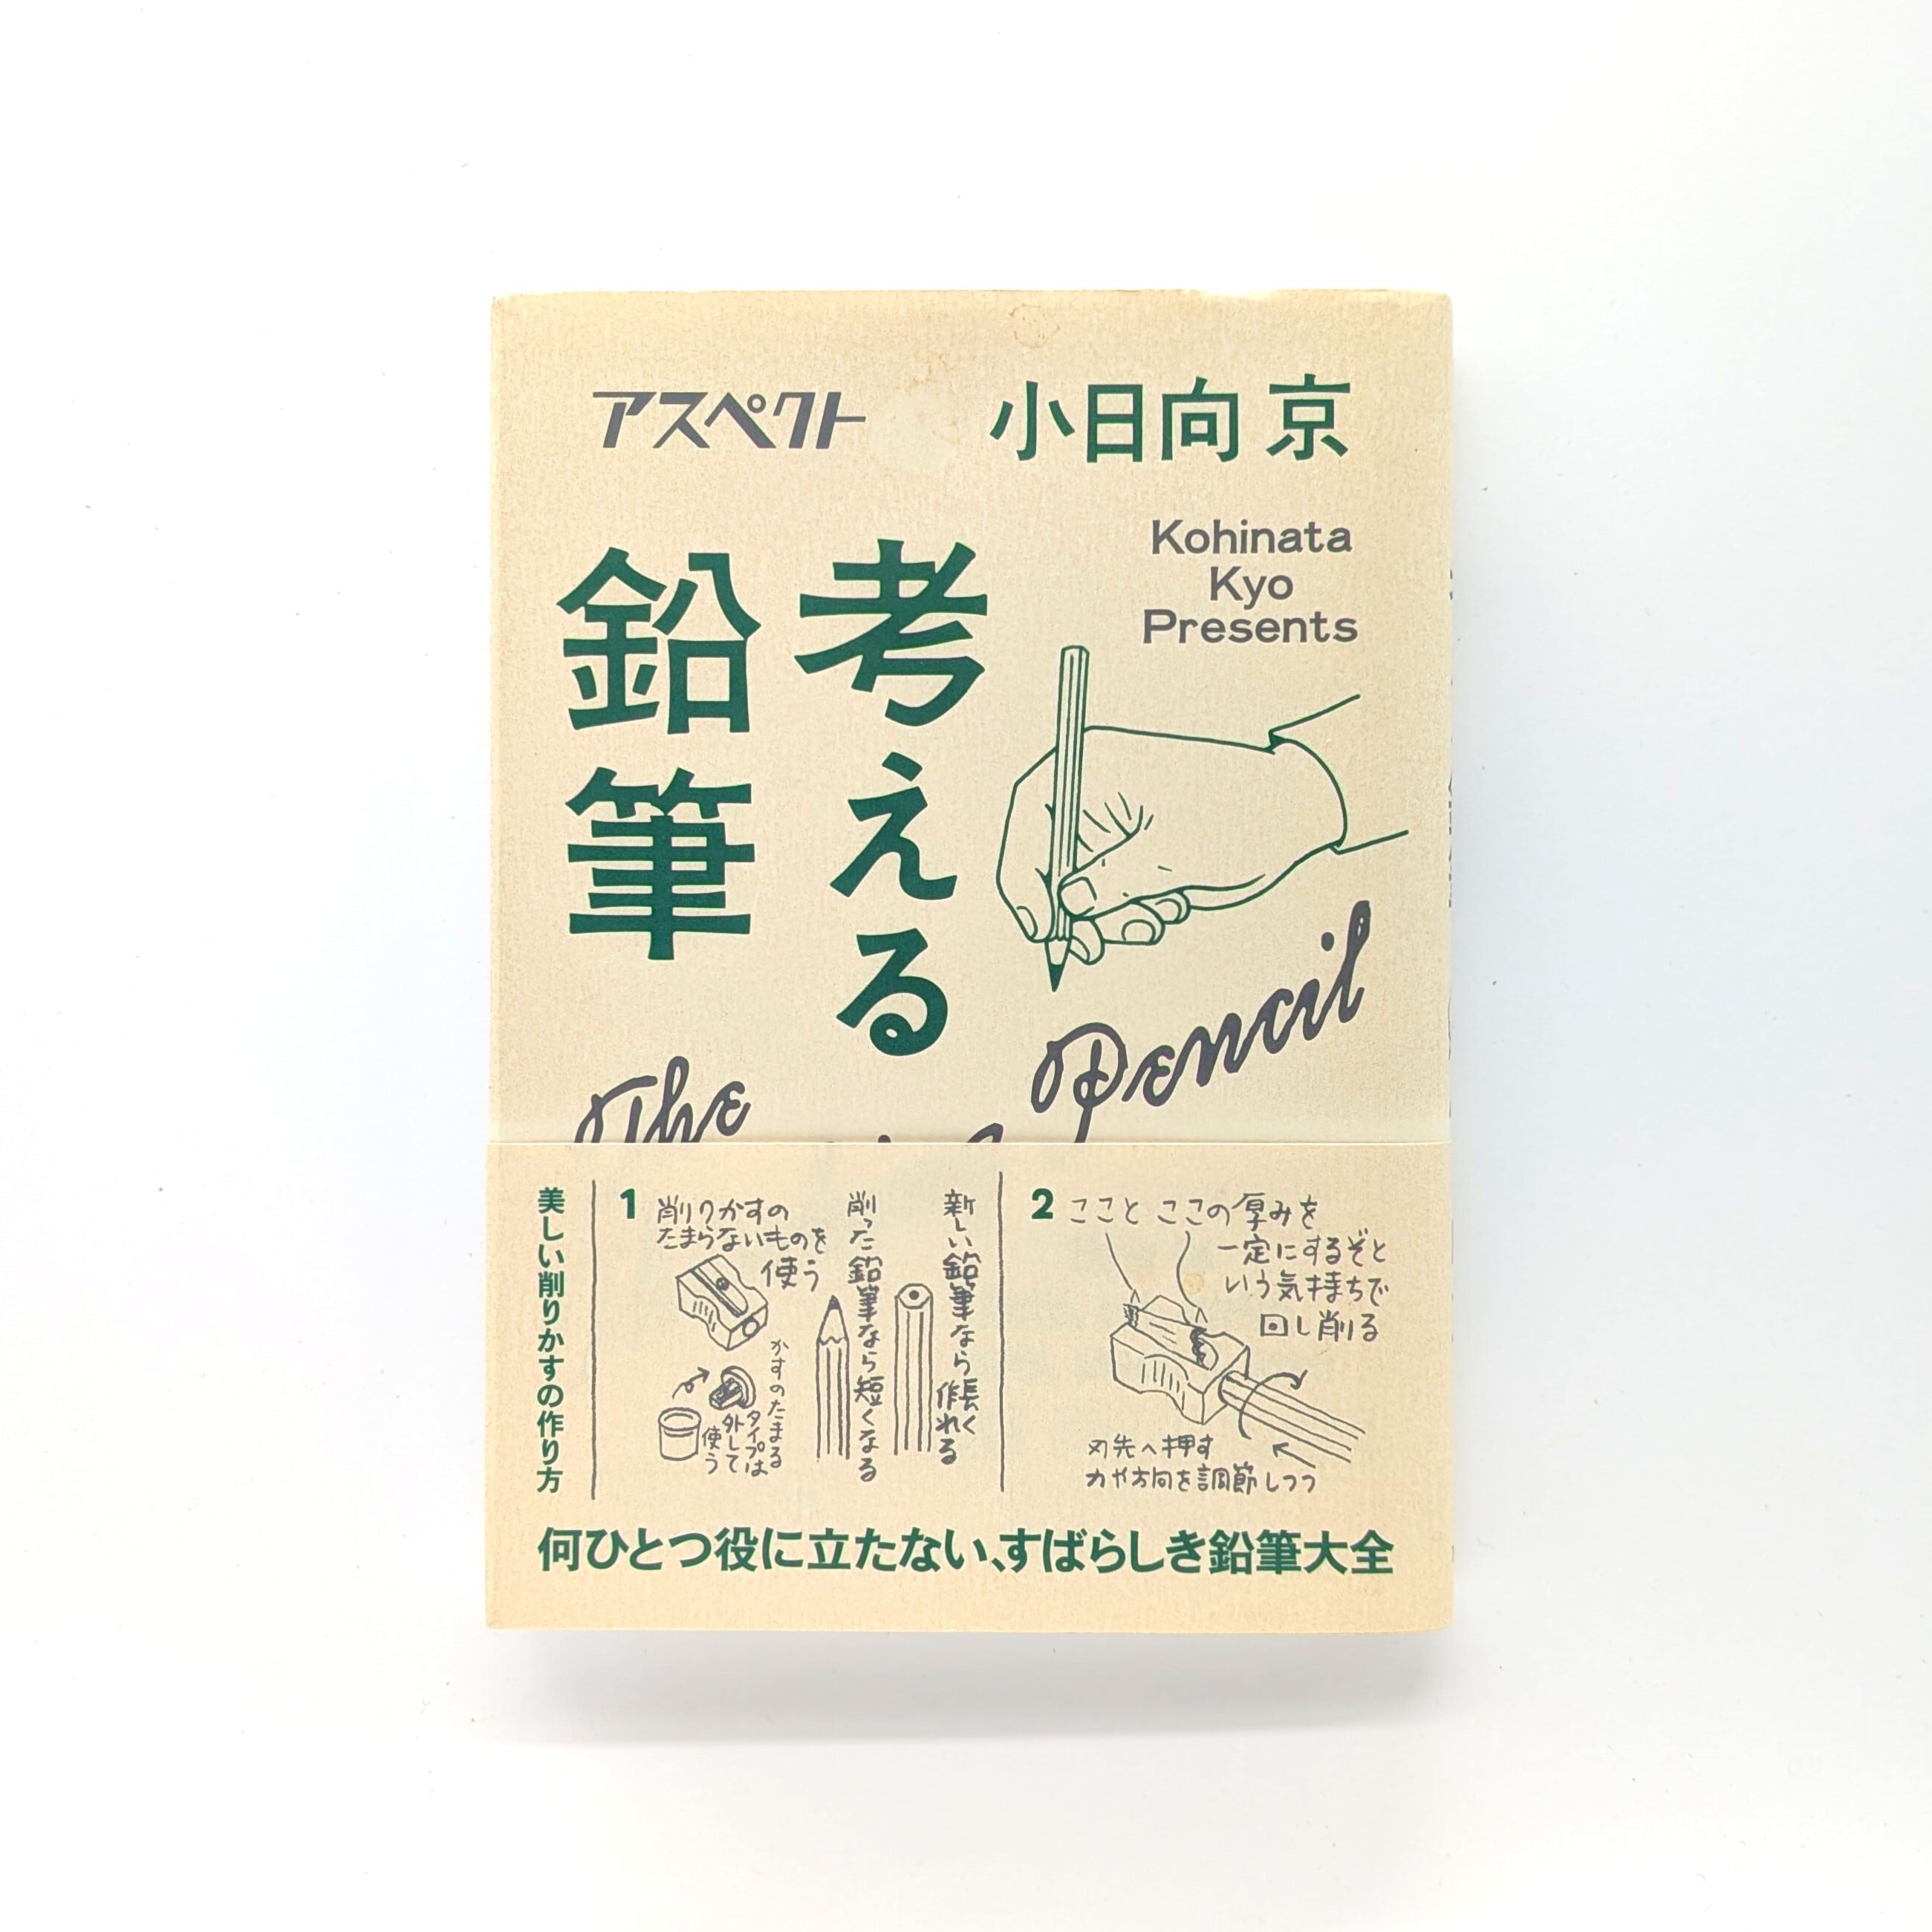 アスペクト
小日向 京
Kohinata
Kyo
Presents
考える
鉛筆
The
Pencil
美しい削りかすの作り方
1
削りかすの
たまらないものを
使う
かすのたまる
タイプは
外して
使う
新しい鉛筆なら長く
作れる
削った鉛筆なら短くなる
2
こことここの厚みを
一定にするぞと
いう気持ちで
回し削る
刃先へ押す
力や方向を調節しつつ
何ひとつ役に立たない、すばらしき鉛筆大全